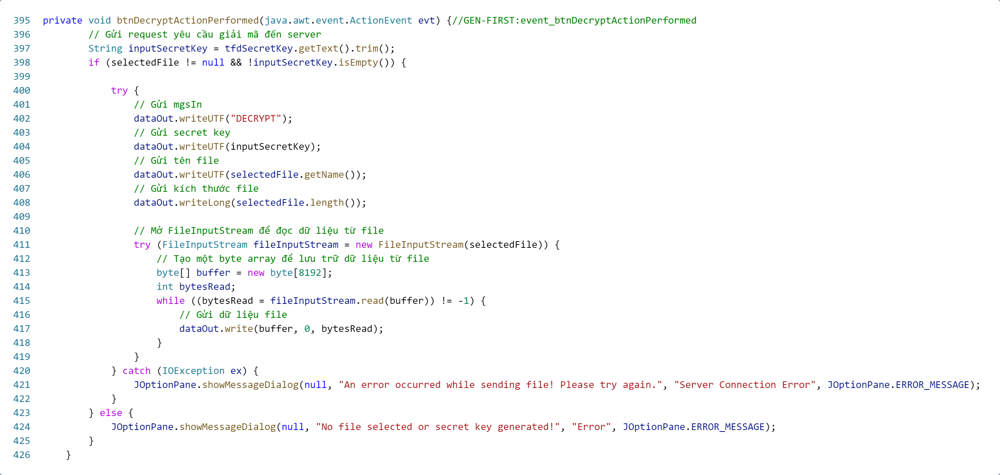 395 private void btnDecryptActionPerformed(java.awt.event.ActionEvent evt) {//GEN-FIRST:event_btnDecryptActionPerformed
396         // Gửi request yêu cầu giải mã đến server
397         String inputSecretKey = tfdSecretKey.getText().trim();
398         if (selectedFile != null && !inputSecretKey.isEmpty()) {
399
400             try {
401                 // Gửi mgsIn
402                 dataOut.writeUTF("DECRYPT");
403                 // Gửi secret key
404                 dataOut.writeUTF(inputSecretKey);
405                 // Gửi tên file
406                 dataOut.writeUTF(selectedFile.getName());
407                 // Gửi kích thước file
408                 dataOut.writeLong(selectedFile.length());
409
410                 // Mở FileInputStream để đọc dữ liệu từ file
411                 try (FileInputStream fileInputStream = new FileInputStream(selectedFile)) {
412                     // Tạo một byte array để lưu trữ dữ liệu từ file
413                     byte[] buffer = new byte[8192];
414                     int bytesRead;
415                     while ((bytesRead = fileInputStream.read(buffer)) != -1) {
416                         // Gửi dữ liệu file
417                         dataOut.write(buffer, 0, bytesRead);
418                     }
419                 }
420             } catch (IOException ex) {
421                 JOptionPane.showMessageDialog(null, "An error occurred while sending file! Please try again.", "Server Connection Error", JOptionPane.ERROR_MESSAGE);
422             }
423         } else {
424             JOptionPane.showMessageDialog(null, "No file selected or secret key generated!", "Error", JOptionPane.ERROR_MESSAGE);
425         }
426     }